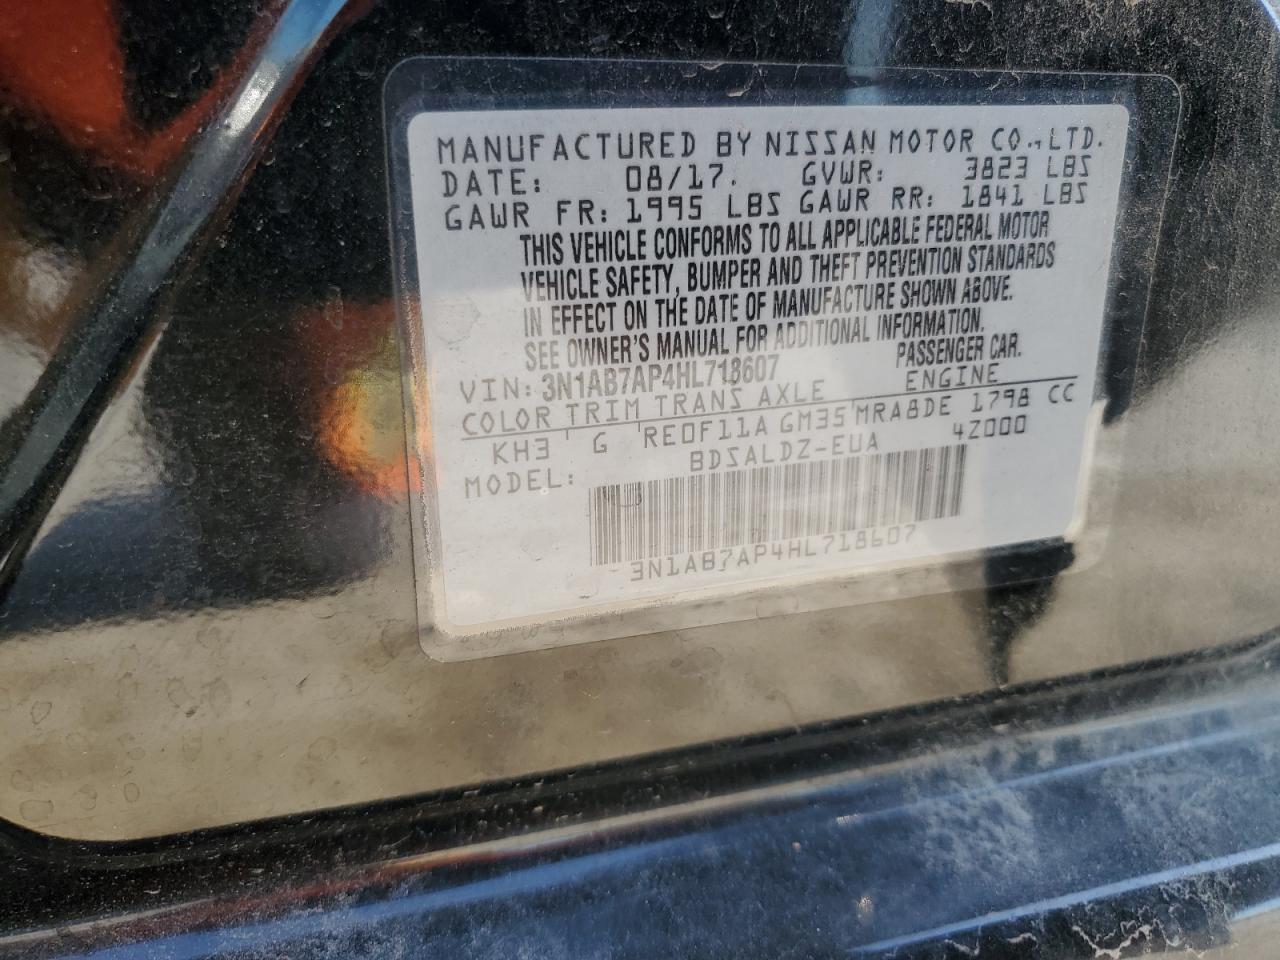 MANUFACTURED BY NISSAN MOTOR CO., LTD.
DATE: 08/17. GVWR: 3823 LBS
GAWR FR: 1995 LBS GAWR RR: 1841 LBS
THIS VEHICLE CONFORMS TO ALL APPLICABLE FEDERAL MOTOR
VEHICLE SAFETY, BUMPER AND THEFT PREVENTION STANDARDS
IN EFFECT ON THE DATE OF MANUFACTURE SHOWN ABOVE.
SEE OWNER'S MANUAL FOR ADDITIONAL INFORMATION.
VIN: 3N1AB7AP4HL718607 PASSENGER CAR.
COLOR TRIM TRANS AXLE ENGINE
KH3 G RE0F11A GM35 MRA8DE 1798 CC
MODEL: BDSALDZ-EUA 4Z000
3N1AB7AP4HL718607